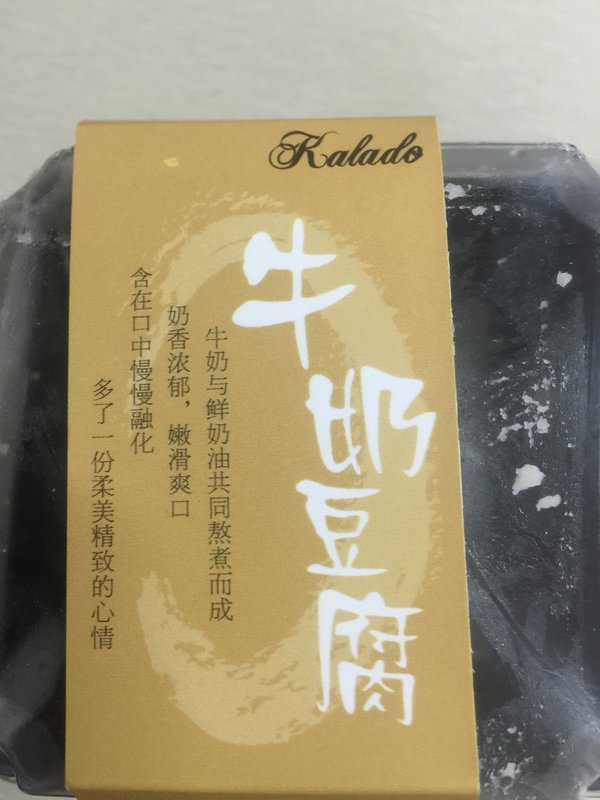 Kalado
牛奶豆腐
牛奶与鲜奶油共同熬煮而成
奶香浓郁，嫩滑爽口
含在口中慢慢融化
多了一份柔美精致的心情